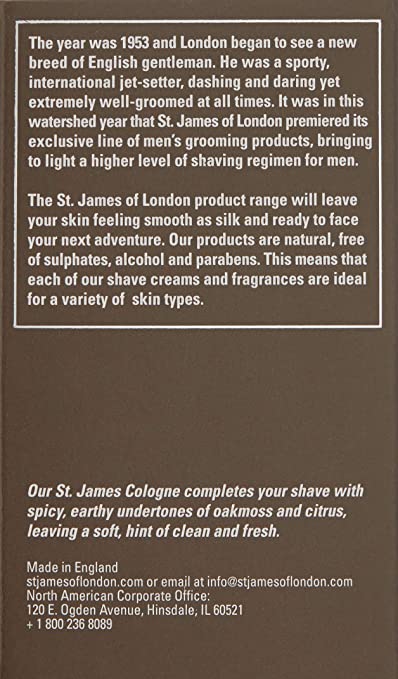 The year was 1953 and London began to see a new
breed of English gentleman. He was a sporty,
international jet-setter, dashing and daring yet
extremely well-groomed at all times. It was in this
watershed year that St. James of London premiered its
exclusive line of men's grooming products, bringing
to light a higher level of shaving regimen for men.
The St. James of London product range will leave
your skin feeling smooth as silk and ready to face
your next adventure. Our products are natural, free
of sulphates, alcohol and parabens. This means that
each of our shave creams and fragrances are ideal
for a variety of skin types.
Our St. James Cologne completes your shave with
spicy, earthy undertones of oakmoss and citrus,
leaving a soft, hint of clean and fresh.
Made in England
stjamesoflondon.com or email at info@stjamesoflondon.com
North American Corporate Office:
120 E. Ogden Avenue, Hinsdale, IL 60521
+ 1 800 236 8089